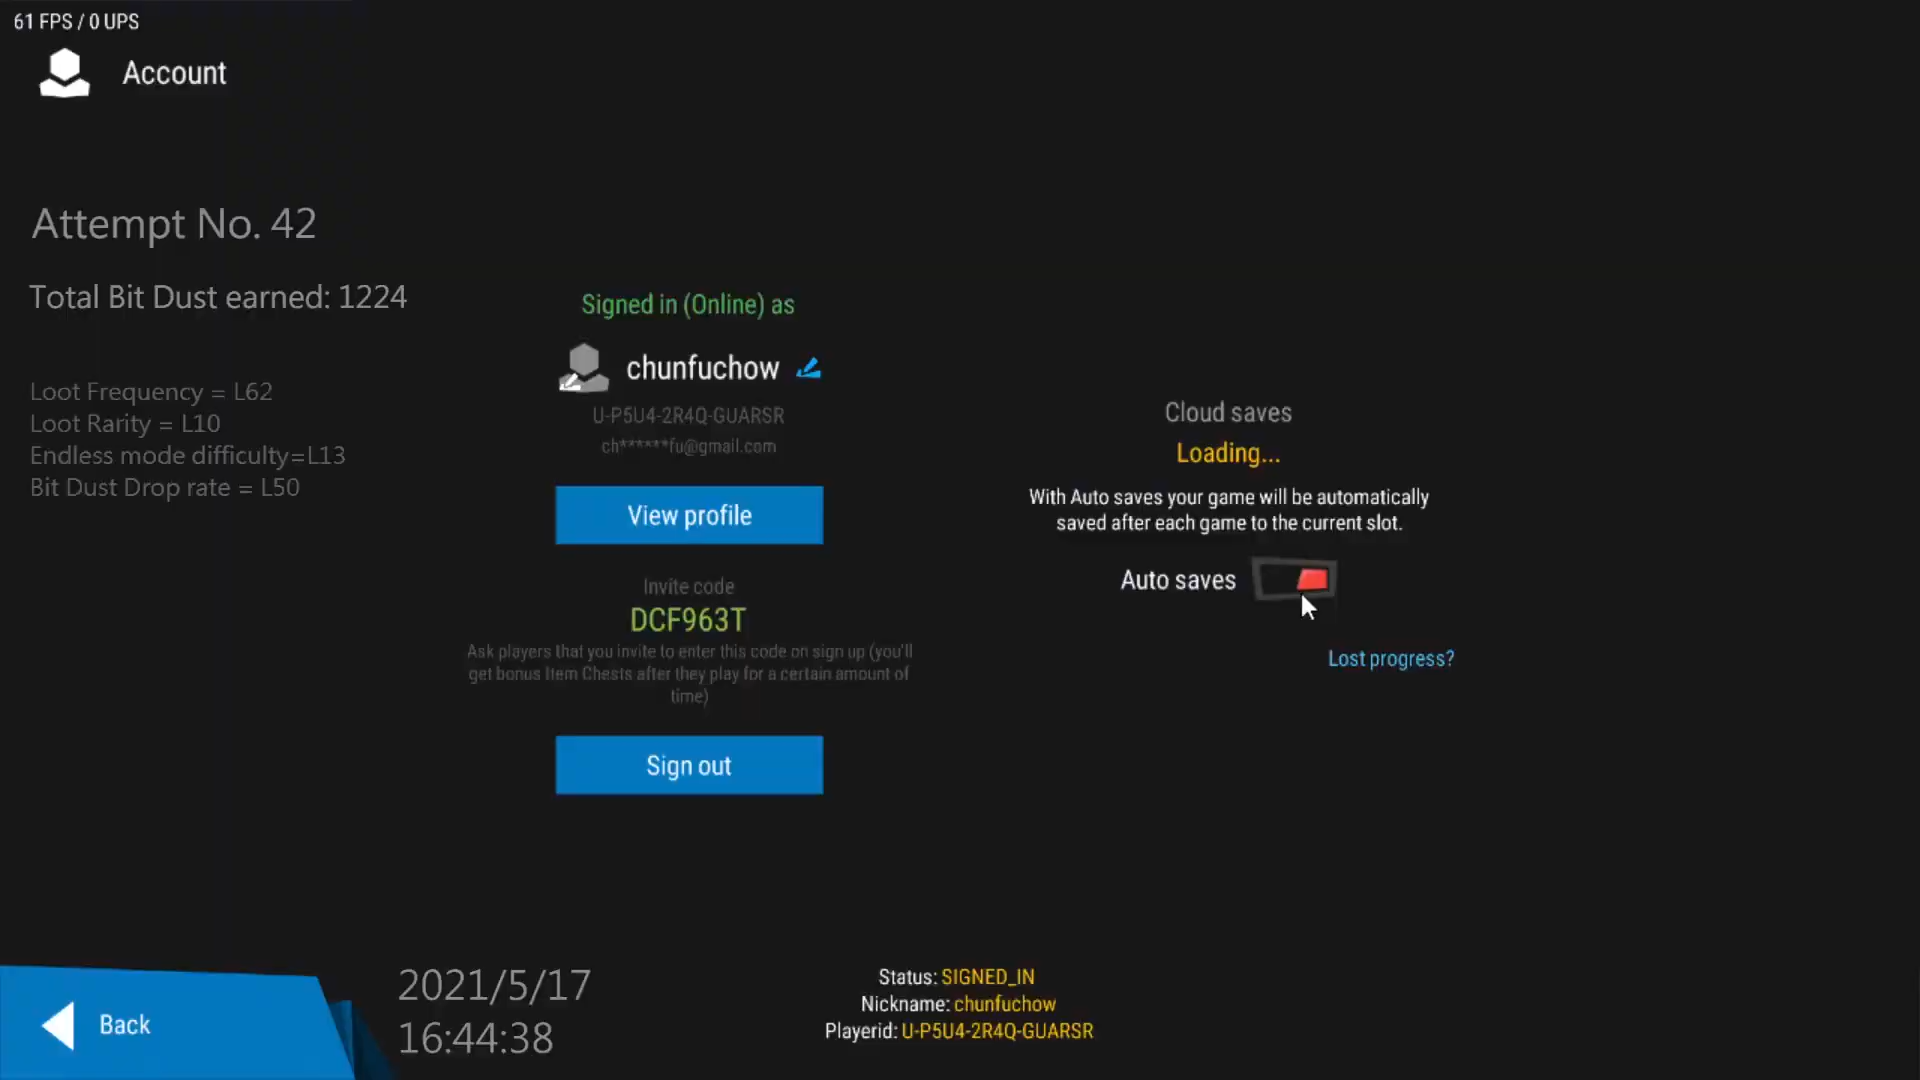 61 FPS / 0 UPS
Account
Attempt No. 42
Total Bit Dust earned: 1224
Loot Frequency = L62
Loot Rarity = L10
Endless mode difficulty=L13
Bit Dust Drop rate = L50
Signed in (Online) as
chunfuchow
U-P5U4-2R4Q-GUARSR
ch******fu@gmail.com
View profile
Invite code
DCF963T
Ask players that you invite to enter this code on sign up (you'll
get bonus Item Chests after they play for a certain amount of
time)
Sign out
Cloud saves
Loading...
With Auto saves your game will be automatically
saved after each game to the current slot.
Auto saves
Lost progress?
Back
2021/5/17
16:44:38
Status: SIGNED_IN
Nickname: chunfuchow
Playerid: U-P5U4-2R4Q-GUARSR